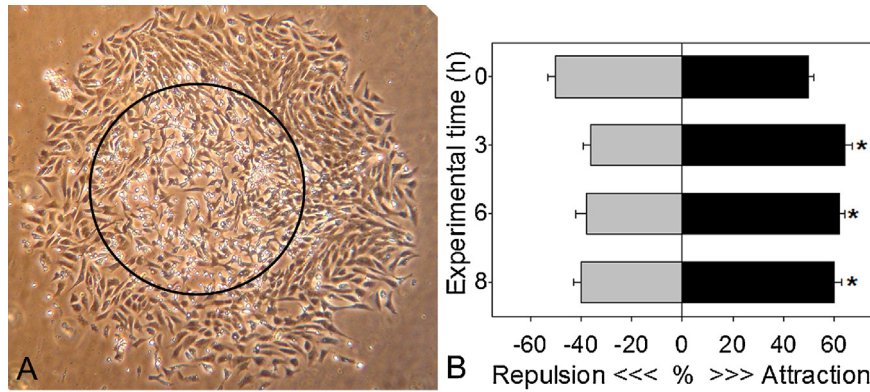 A
B
Experimental time (h)
0
*
3
*
6
*
8
-60 -40 -20 0 20 40 60
Repulsion <<< % >>> Attraction